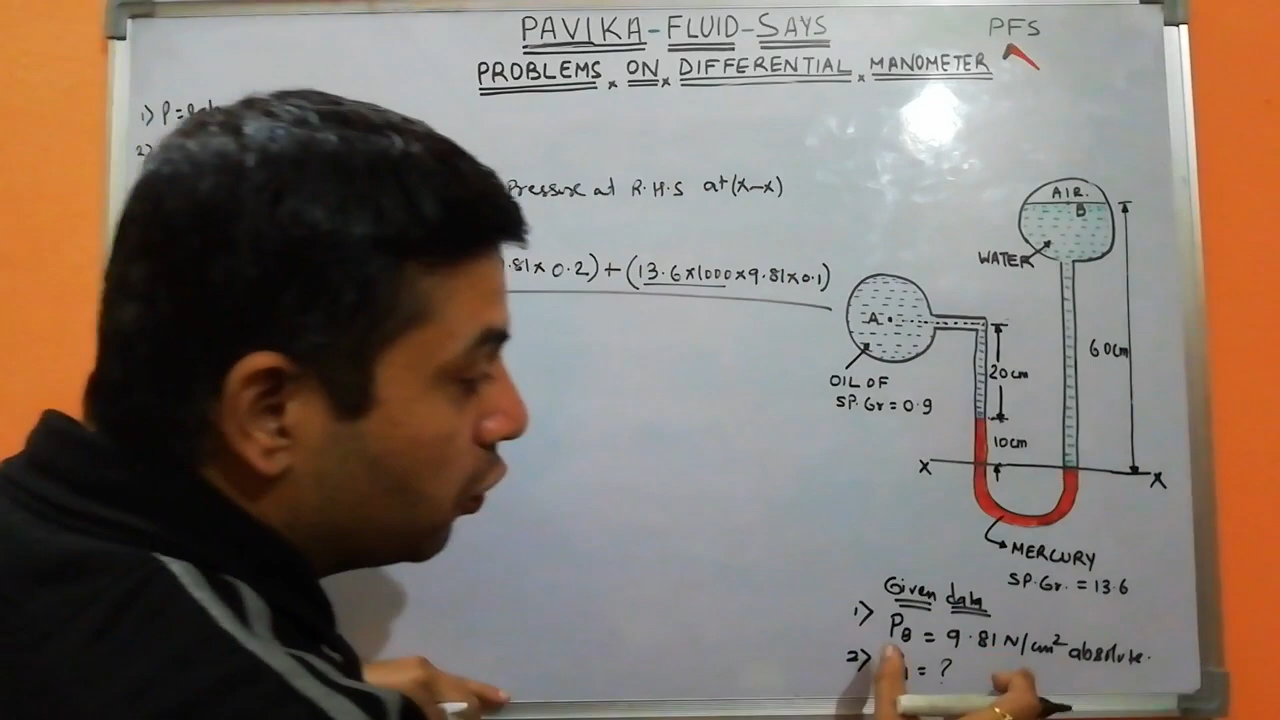 PAVIKA-FLUID-SAYS
PFS
PROBLEMS ON DIFFERENTIAL MANOMETER
1) P=
2)
Pressure at R.H.S at (X-X)
.81×0.2)+(13.6×1000×9.81×0.1)
AIR.
B
WATER
A
60cm
20cm
OIL OF
SP.Gr=0.9
10cm
X
X
MERCURY
SP.Gr.=13.6
Given data
1) PB = 9.81 N/cm² absolute.
2) = ?